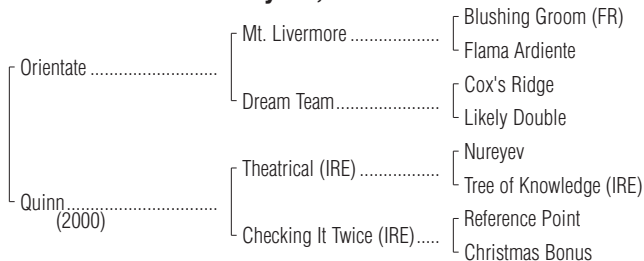 Blushing Groom (FR)
Mt. Livermore ........................
Flama Ardiente
Orientate .............................
Cox's Ridge
Dream Team........................
Likely Double
Nureyev
Theatrical (IRE) ..................
Tree of Knowledge (IRE)
Quinn...................................
(2000)
Reference Point
Checking It Twice (IRE).....
Christmas Bonus